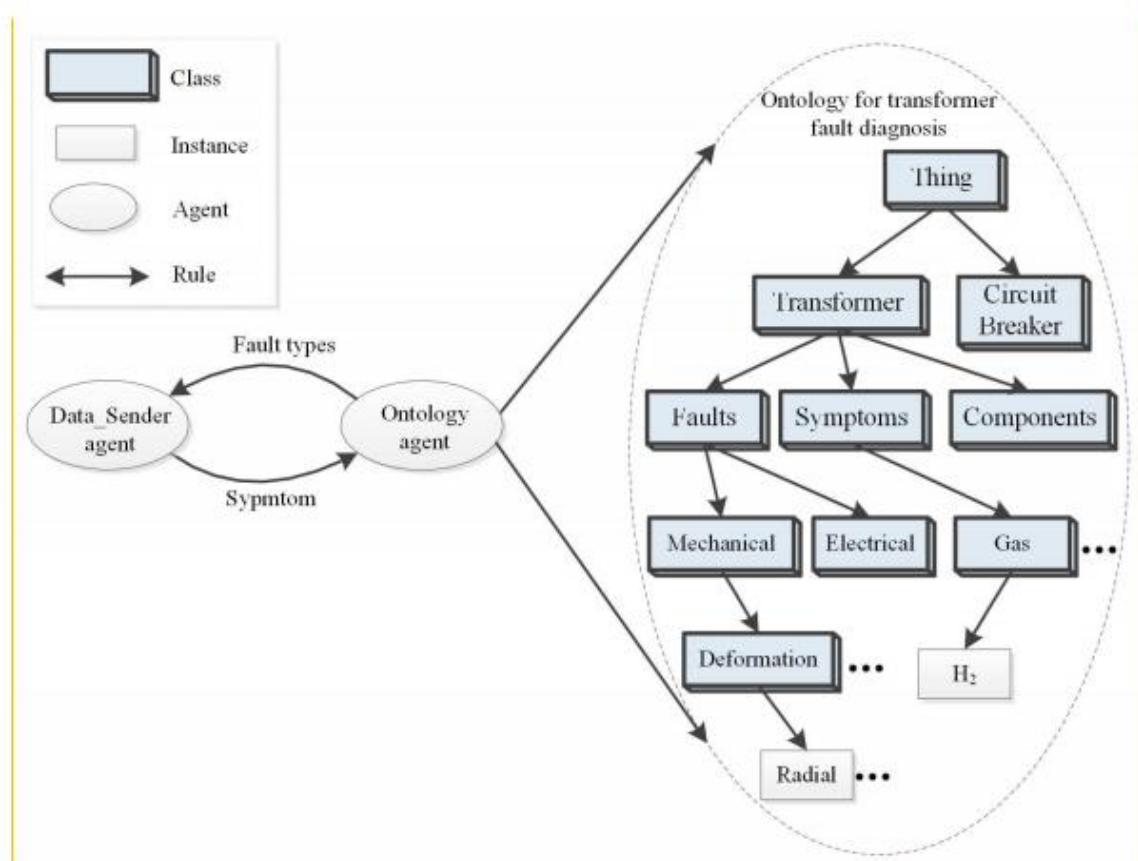 Class
Instance
Agent
Rule
Fault types
Data_Sender
agent
Ontology
agent
Sypmtom
Ontology for transformer
fault diagnosis
Thing
Transformer
Circuit
Breaker
Faults
Symptoms
Components
Mechanical
Electrical
Gas
•••
Deformation
•••
H₂
Radial
•••